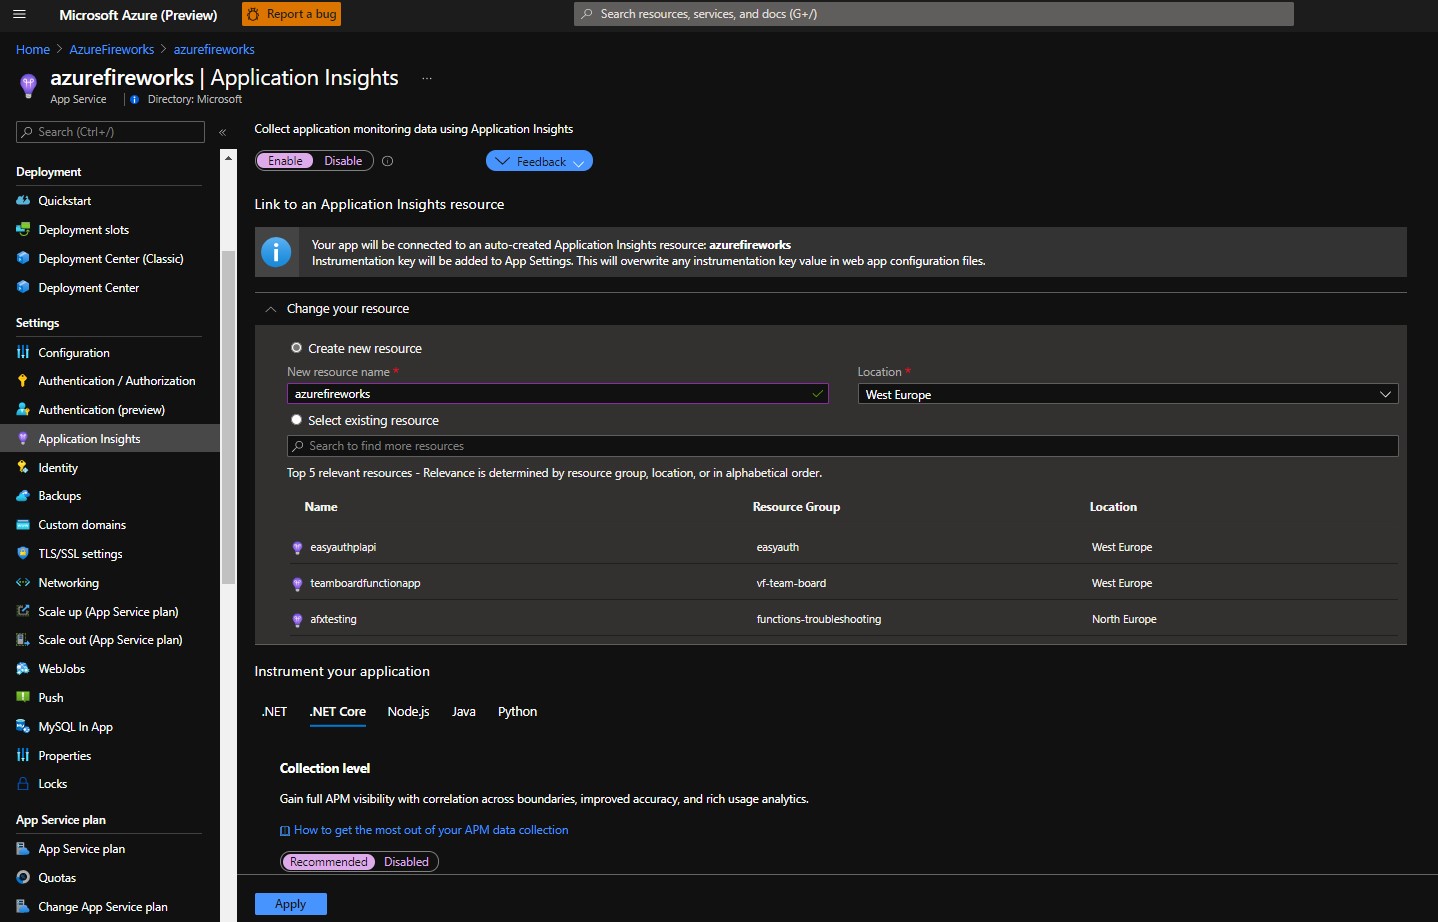 Microsoft Azure (Preview)
Report a bug
Search resources, services, and docs (G+/)
Home > AzureFireworks > azurefireworks
azurefireworks | Application Insights ...
App Service | Directory: Microsoft
Search (Ctrl+/)
«
Deployment
Quickstart
Deployment slots
Deployment Center (Classic)
Deployment Center
Settings
Configuration
Authentication / Authorization
Authentication (preview)
Application Insights
Identity
Backups
Custom domains
TLS/SSL settings
Networking
Scale up (App Service plan)
Scale out (App Service plan)
WebJobs
Push
MySQL In App
Properties
Locks
App Service plan
App Service plan
Quotas
Change App Service plan
Collect application monitoring data using Application Insights
Enable Disable
Feedback
Link to an Application Insights resource
Your app will be connected to an auto-created Application Insights resource: azurefireworks
Instrumentation key will be added to App Settings. This will overwrite any instrumentation key value in web app configuration files.
Change your resource
Create new resource
New resource name *
Location *
azurefireworks
West Europe
Select existing resource
Search to find more resources
Top 5 relevant resources - Relevance is determined by resource group, location, or in alphabetical order.
Name Resource Group Location
easyauthplapi easyauth West Europe
teamboardfunctionapp vf-team-board West Europe
afxtesting functions-troubleshooting North Europe
Instrument your application
.NET .NET Core Node.js Java Python
Collection level
Gain full APM visibility with correlation across boundaries, improved accuracy, and rich usage analytics.
How to get the most out of your APM data collection
Recommended Disabled
Apply